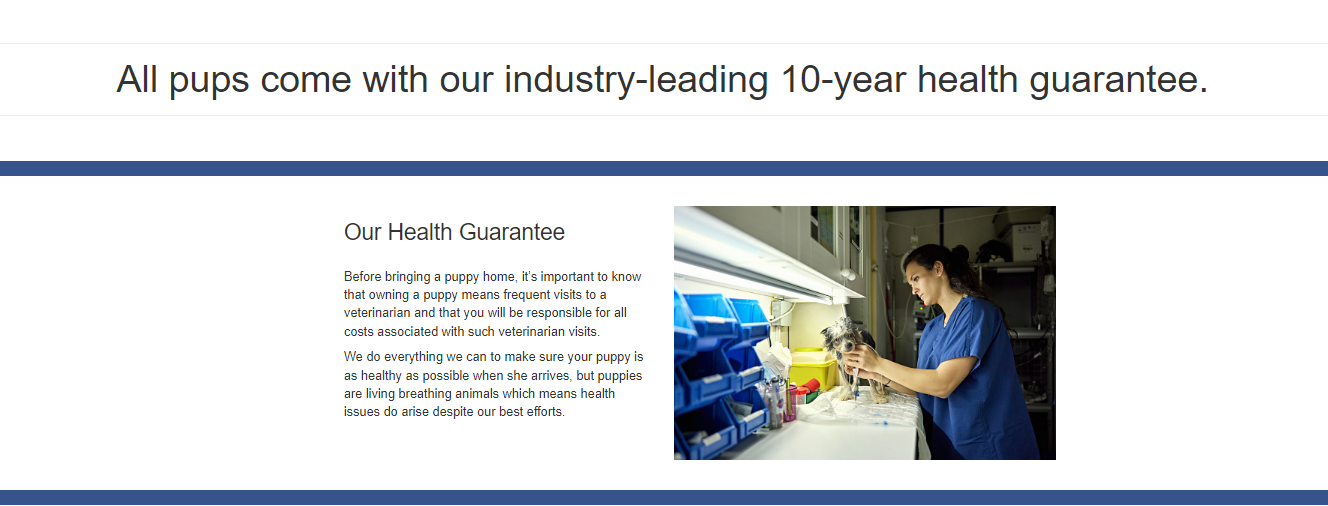 All pups come with our industry-leading 10-year health guarantee.
Our Health Guarantee
Before bringing a puppy home, it's important to know
that owning a puppy means frequent visits to a
veterinarian and that you will be responsible for all
costs associated with such veterinarian visits.
We do everything we can to make sure your puppy is
as healthy as possible when she arrives, but puppies
are living breathing animals which means health
issues do arise despite our best efforts.